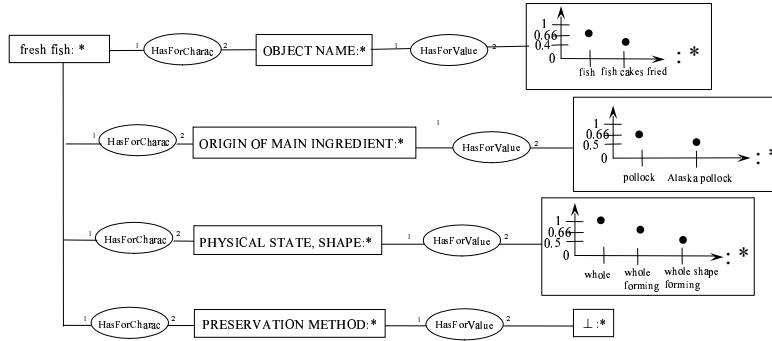 fresh fish: *
1 HasForCharac 2
OBJECT NAME:*
1 HasForValue 2
1
0.66
0.4
0
fish fish cakes fried
: *
1 HasForCharac 2
ORIGIN OF MAIN INGREDIENT:*
1
HasForValue 2
1
0.66
0.5
0
pollock Alaska pollock
: *
1 HasForCharac 2
PHYSICAL STATE, SHAPE:*
1 HasForValue 2
1
0.66
0.5
0
whole whole whole shape
forming forming
: *
1 HasForCharac 2
PRESERVATION METHOD:*
1 HasForValue 2
⊥:*